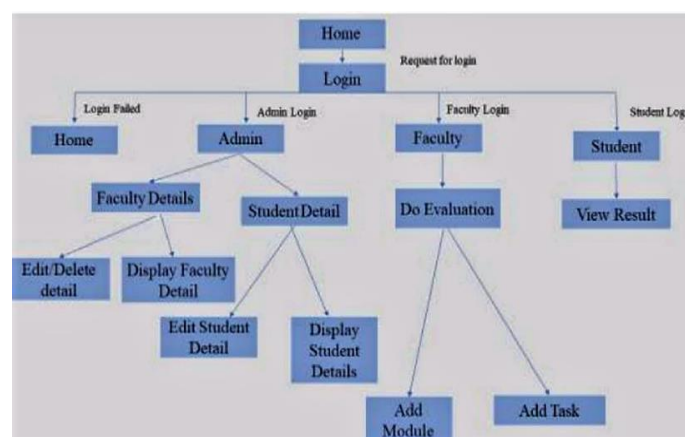 Home
Request for login
Login
Login Failed
Admin Login
Faculty Login
Student Log
Home
Admin
Faculty
Student
Faculty Details
Student Detail
Do Evaluation
View Result
Edit/Delete
detail
Display Faculty
Detail
Edit Student
Detail
Display
Student
Details
Add
Module
Add Task